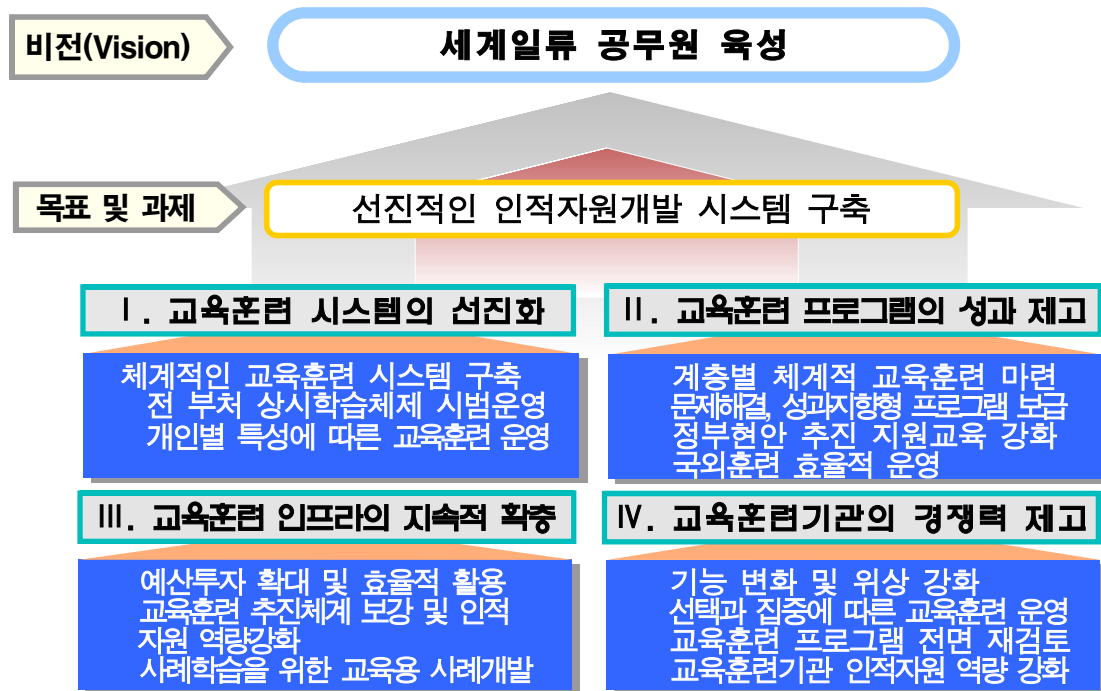 비전(Vision)
세계일류 공무원 육성
목표 및 과제
선진적인 인적자원개발 시스템 구축
Ⅰ. 교육훈련 시스템의 선진화
체계적인 교육훈련 시스템 구축
전 부처 상시학습체제 시범운영
개인별 특성에 따른 교육훈련 운영
Ⅱ. 교육훈련 프로그램의 성과 제고
계층별 체계적 교육훈련 마련
문제해결, 성과지향형 프로그램 보급
정부현안 추진 지원교육 강화
국외훈련 효율적 운영
Ⅲ. 교육훈련 인프라의 지속적 확충
예산투자 확대 및 효율적 활용
교육훈련 추진체계 보강 및 인적
자원 역량강화
사례학습을 위한 교육용 사례개발
Ⅳ. 교육훈련기관의 경쟁력 제고
기능 변화 및 위상 강화
선택과 집중에 따른 교육훈련 운영
교육훈련 프로그램 전면 재검토
교육훈련기관 인적자원 역량 강화